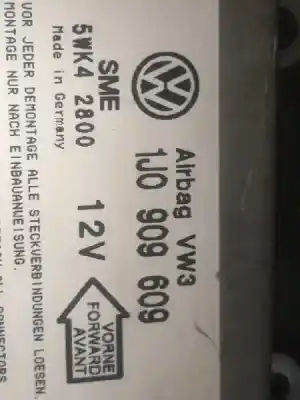 Airbag VW3
1J0 909 609
SME
5WK4 2800
Made in Germany
12V
VORNE
FORWARD
AVANT
VOR JEDER DEMONTAGE ALLE STECKVERBINDUNGEN LOESEN.
MONTAGE NUR NACH EINBAUANWEISUNG.